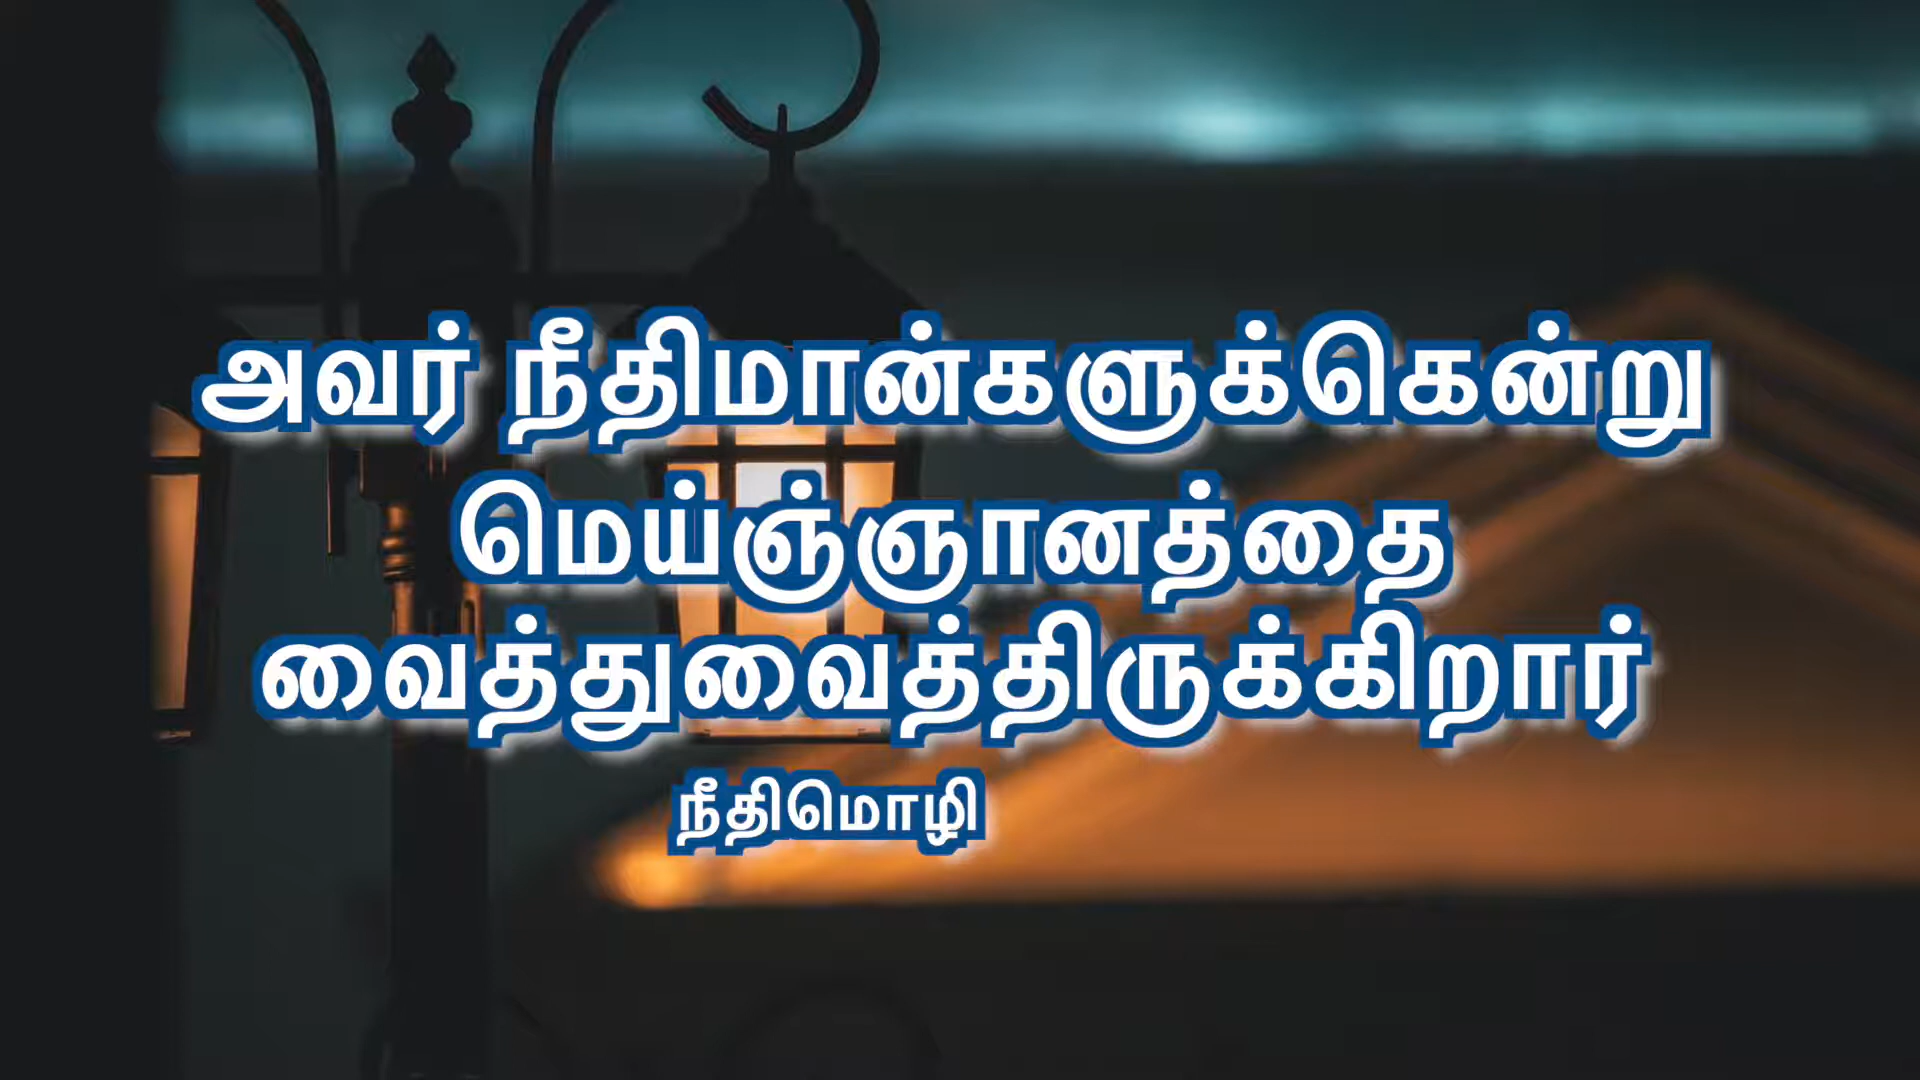 அவர் நீதிமான்களுக்கென்று
மெய்ஞ்ஞானத்தை
வைத்துவைத்திருக்கிறார்
நீதிமொழி